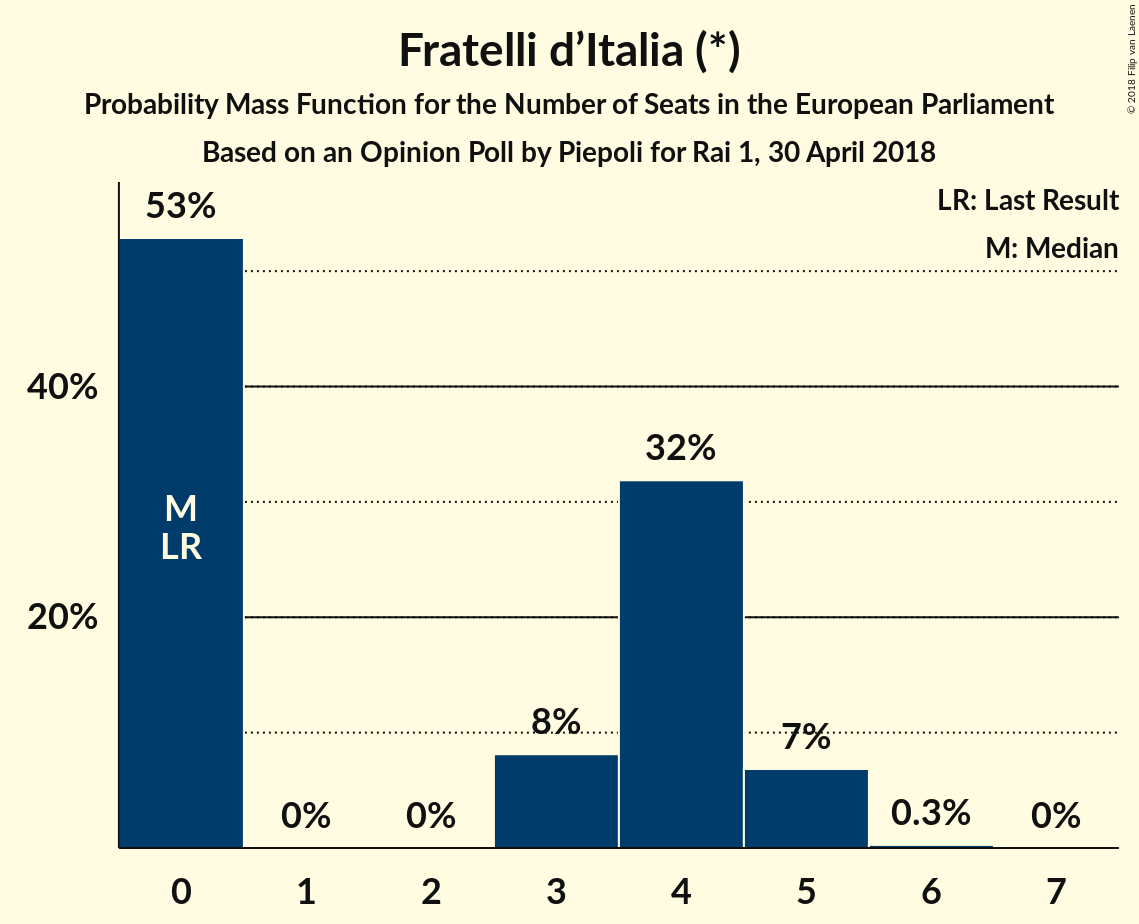 Fratelli d’Italia (*)
Probability Mass Function for the Number of Seats in the European Parliament
Based on an Opinion Poll by Piepoli for Rai 1, 30 April 2018
© 2018 Filip van Laenen
LR: Last Result
M: Median
53%
40%
32%
M
LR
20%
8%
7%
0%
0%
0.3%
0%
0
1
2
3
4
5
6
7